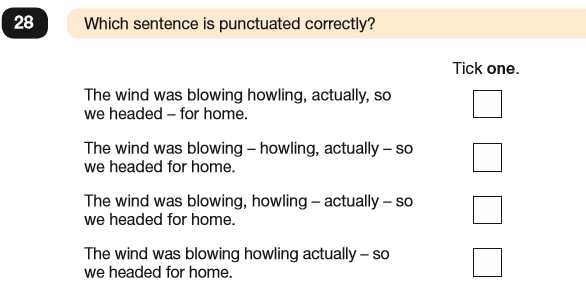 28
Which sentence is punctuated correctly?
Tick one.
The wind was blowing howling, actually, so
we headed – for home.
The wind was blowing – howling, actually – so
we headed for home.
The wind was blowing, howling – actually – so
we headed for home.
The wind was blowing howling actually – so
we headed for home.